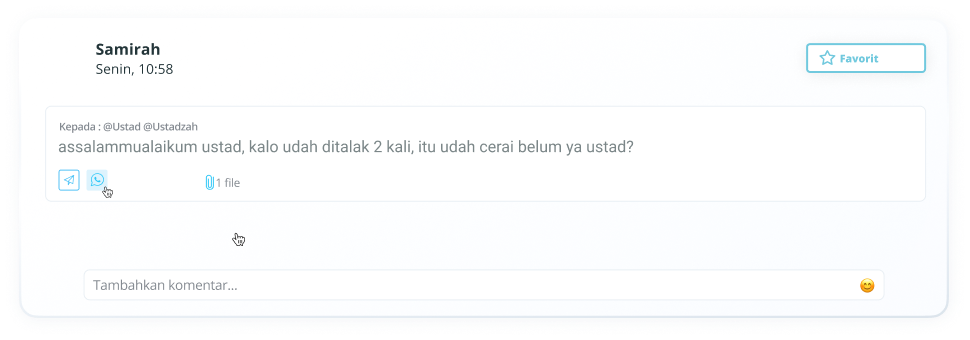 Samirah
Senin, 10:58
Favorit
Kepada : @Ustad @Ustadzah
assalammualaikum ustad, kalo udah ditalak 2 kali, itu udah cerai belum ya ustad?
1 file
Tambahkan komentar...